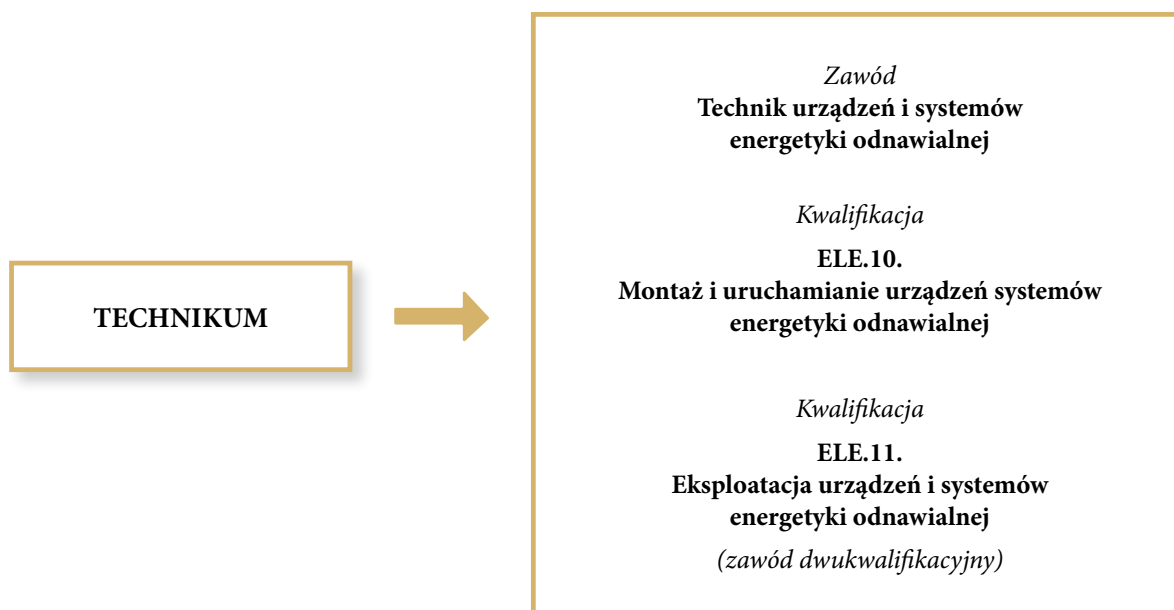 TECHNIKUM
Zawód
Technik urządzeń i systemów
energetyki odnawialnej
Kwalifikacja
ELE.10.
Montaż i uruchamianie urządzeń systemów
energetyki odnawialnej
Kwalifikacja
ELE.11.
Eksploatacja urządzeń i systemów
energetyki odnawialnej
(zawód dwukwalifikacyjny)